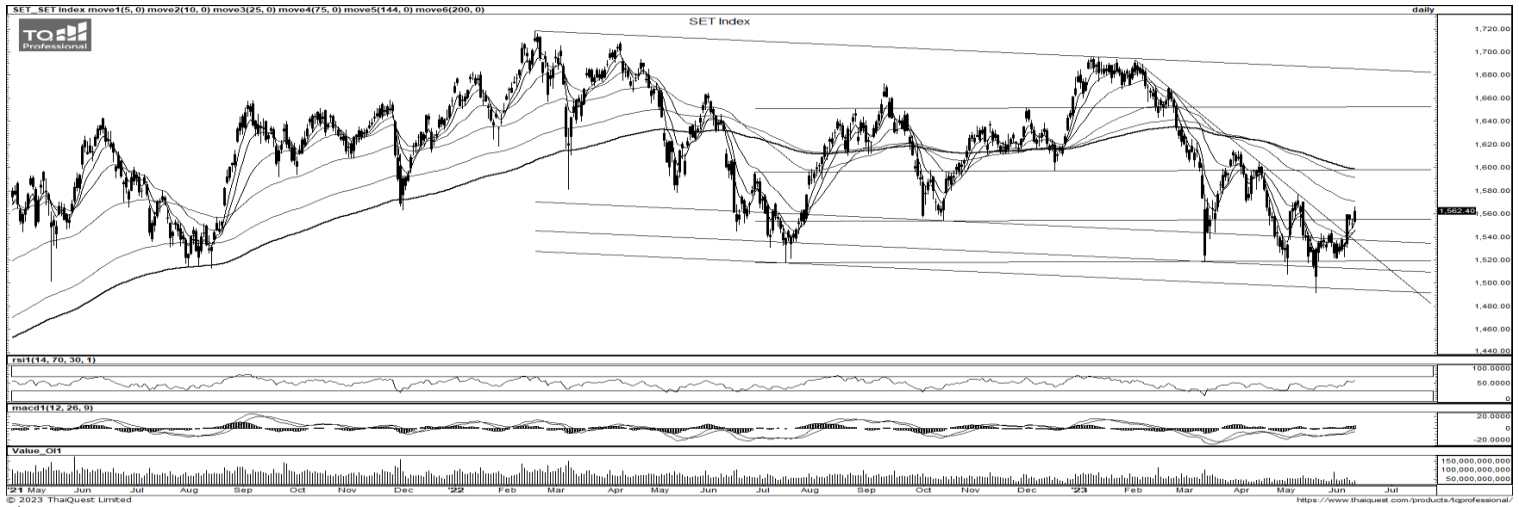 SET_SET Index move1(5, 0) move2(10, 0) move3(25, 0) move4(75, 0) move5(144, 0) move6(200, 0) daily
SET Index
TQ
Professional
1,720.00
1,700.00
1,680.00
1,660.00
1,640.00
1,620.00
1,600.00
1,580.00
1,562.40
1,560.00
1,540.00
1,520.00
1,500.00
1,480.00
1,460.00
1,440.00
rsi1(14, 70, 30, 1)
100.0000
50.0000
0
macd1(12, 26, 9)
20.0000
-20.0000
Value_OI1
150,000,000,000
100,000,000,000
50,000,000,000
'21 May Jun Jul Aug Sep Oct Nov Dec '22 Feb Mar Apr May Jun Jul Aug Sep Oct Nov Dec '23 Feb Mar Apr May Jun Jul
© 2023 ThaiQuest Limited https://www.thaiquest.com/products/tqprofessional/